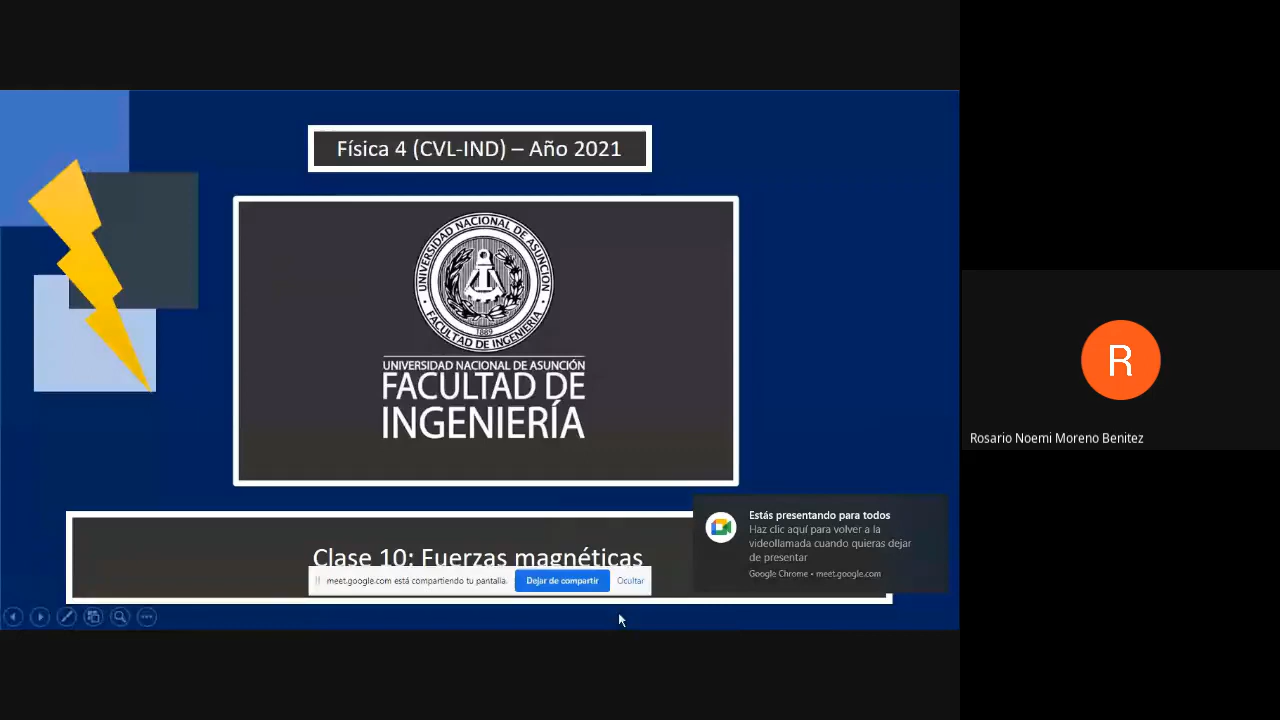 Física 4 (CVL-IND) – Año 2021
UNIVERSIDAD NACIONAL DE ASUNCIÓN
FACULTAD DE INGENIERÍA
1889
UNIVERSIDAD NACIONAL DE ASUNCIÓN
FACULTAD DE
INGENIERÍA
R
Rosario Noemi Moreno Benitez
Estás presentando para todos
Haz clic aquí para volver a la
videollamada cuando quieras dejar
de presentar
Google Chrome • meet.google.com
Clase 10: Fuerzas magnéticas
meet.google.com está compartiendo tu pantalla.
Dejar de compartir
Ocultar